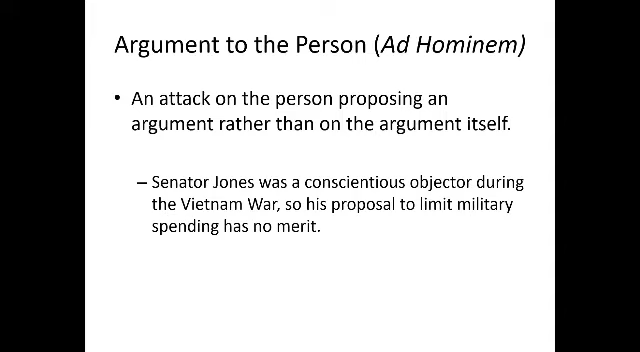 Argument to the Person (Ad Hominem)
• An attack on the person proposing an
argument rather than on the argument itself.
– Senator Jones was a conscientious objector during
the Vietnam War, so his proposal to limit military
spending has no merit.